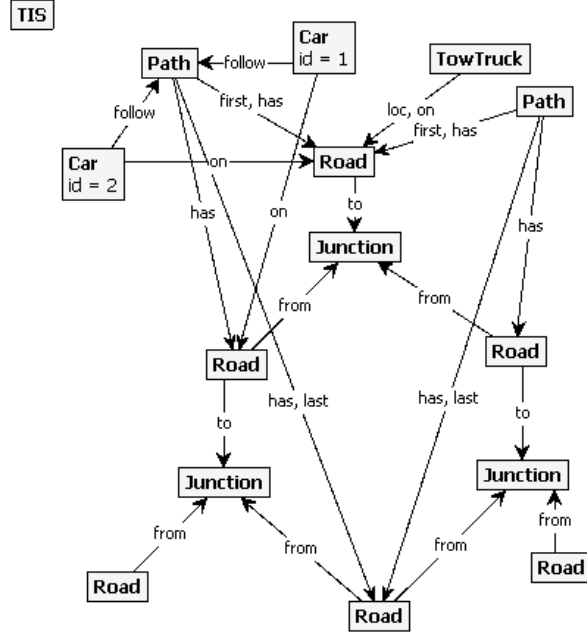 TIS
Car
id = 1
Path
follow
TowTruck
follow
first, has
loc, on
Path
first, has
Car
id = 2
on
Road
has
on
to
has
Junction
from
from
Road
Road
to
has, last
has, last
to
Junction
Junction
from
from
from
from
Road
Road
Road